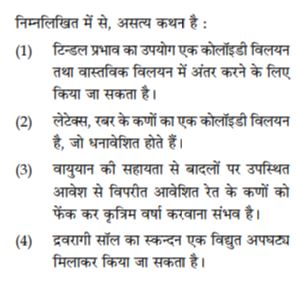 निम्नलिखित में से, असत्य कथन है :
(1) टिन्डल प्रभाव का उपयोग एक कोलॉइडी विलयन
तथा वास्तविक विलयन में अंतर करने के लिए
किया जा सकता है।
(2) लेटेक्स, रबर के कणों का एक कोलॉइडी विलयन
है, जो धनावेशित होते हैं।
(3) वायुयान की सहायता से बादलों पर उपस्थित
आवेश से विपरीत आवेशित रेत के कणों को
फेंक कर कृत्रिम वर्षा करवाना संभव है।
(4) द्रवरागी सॉल का स्कन्दन एक विद्युत अपघट्य
मिलाकर किया जा सकता है।